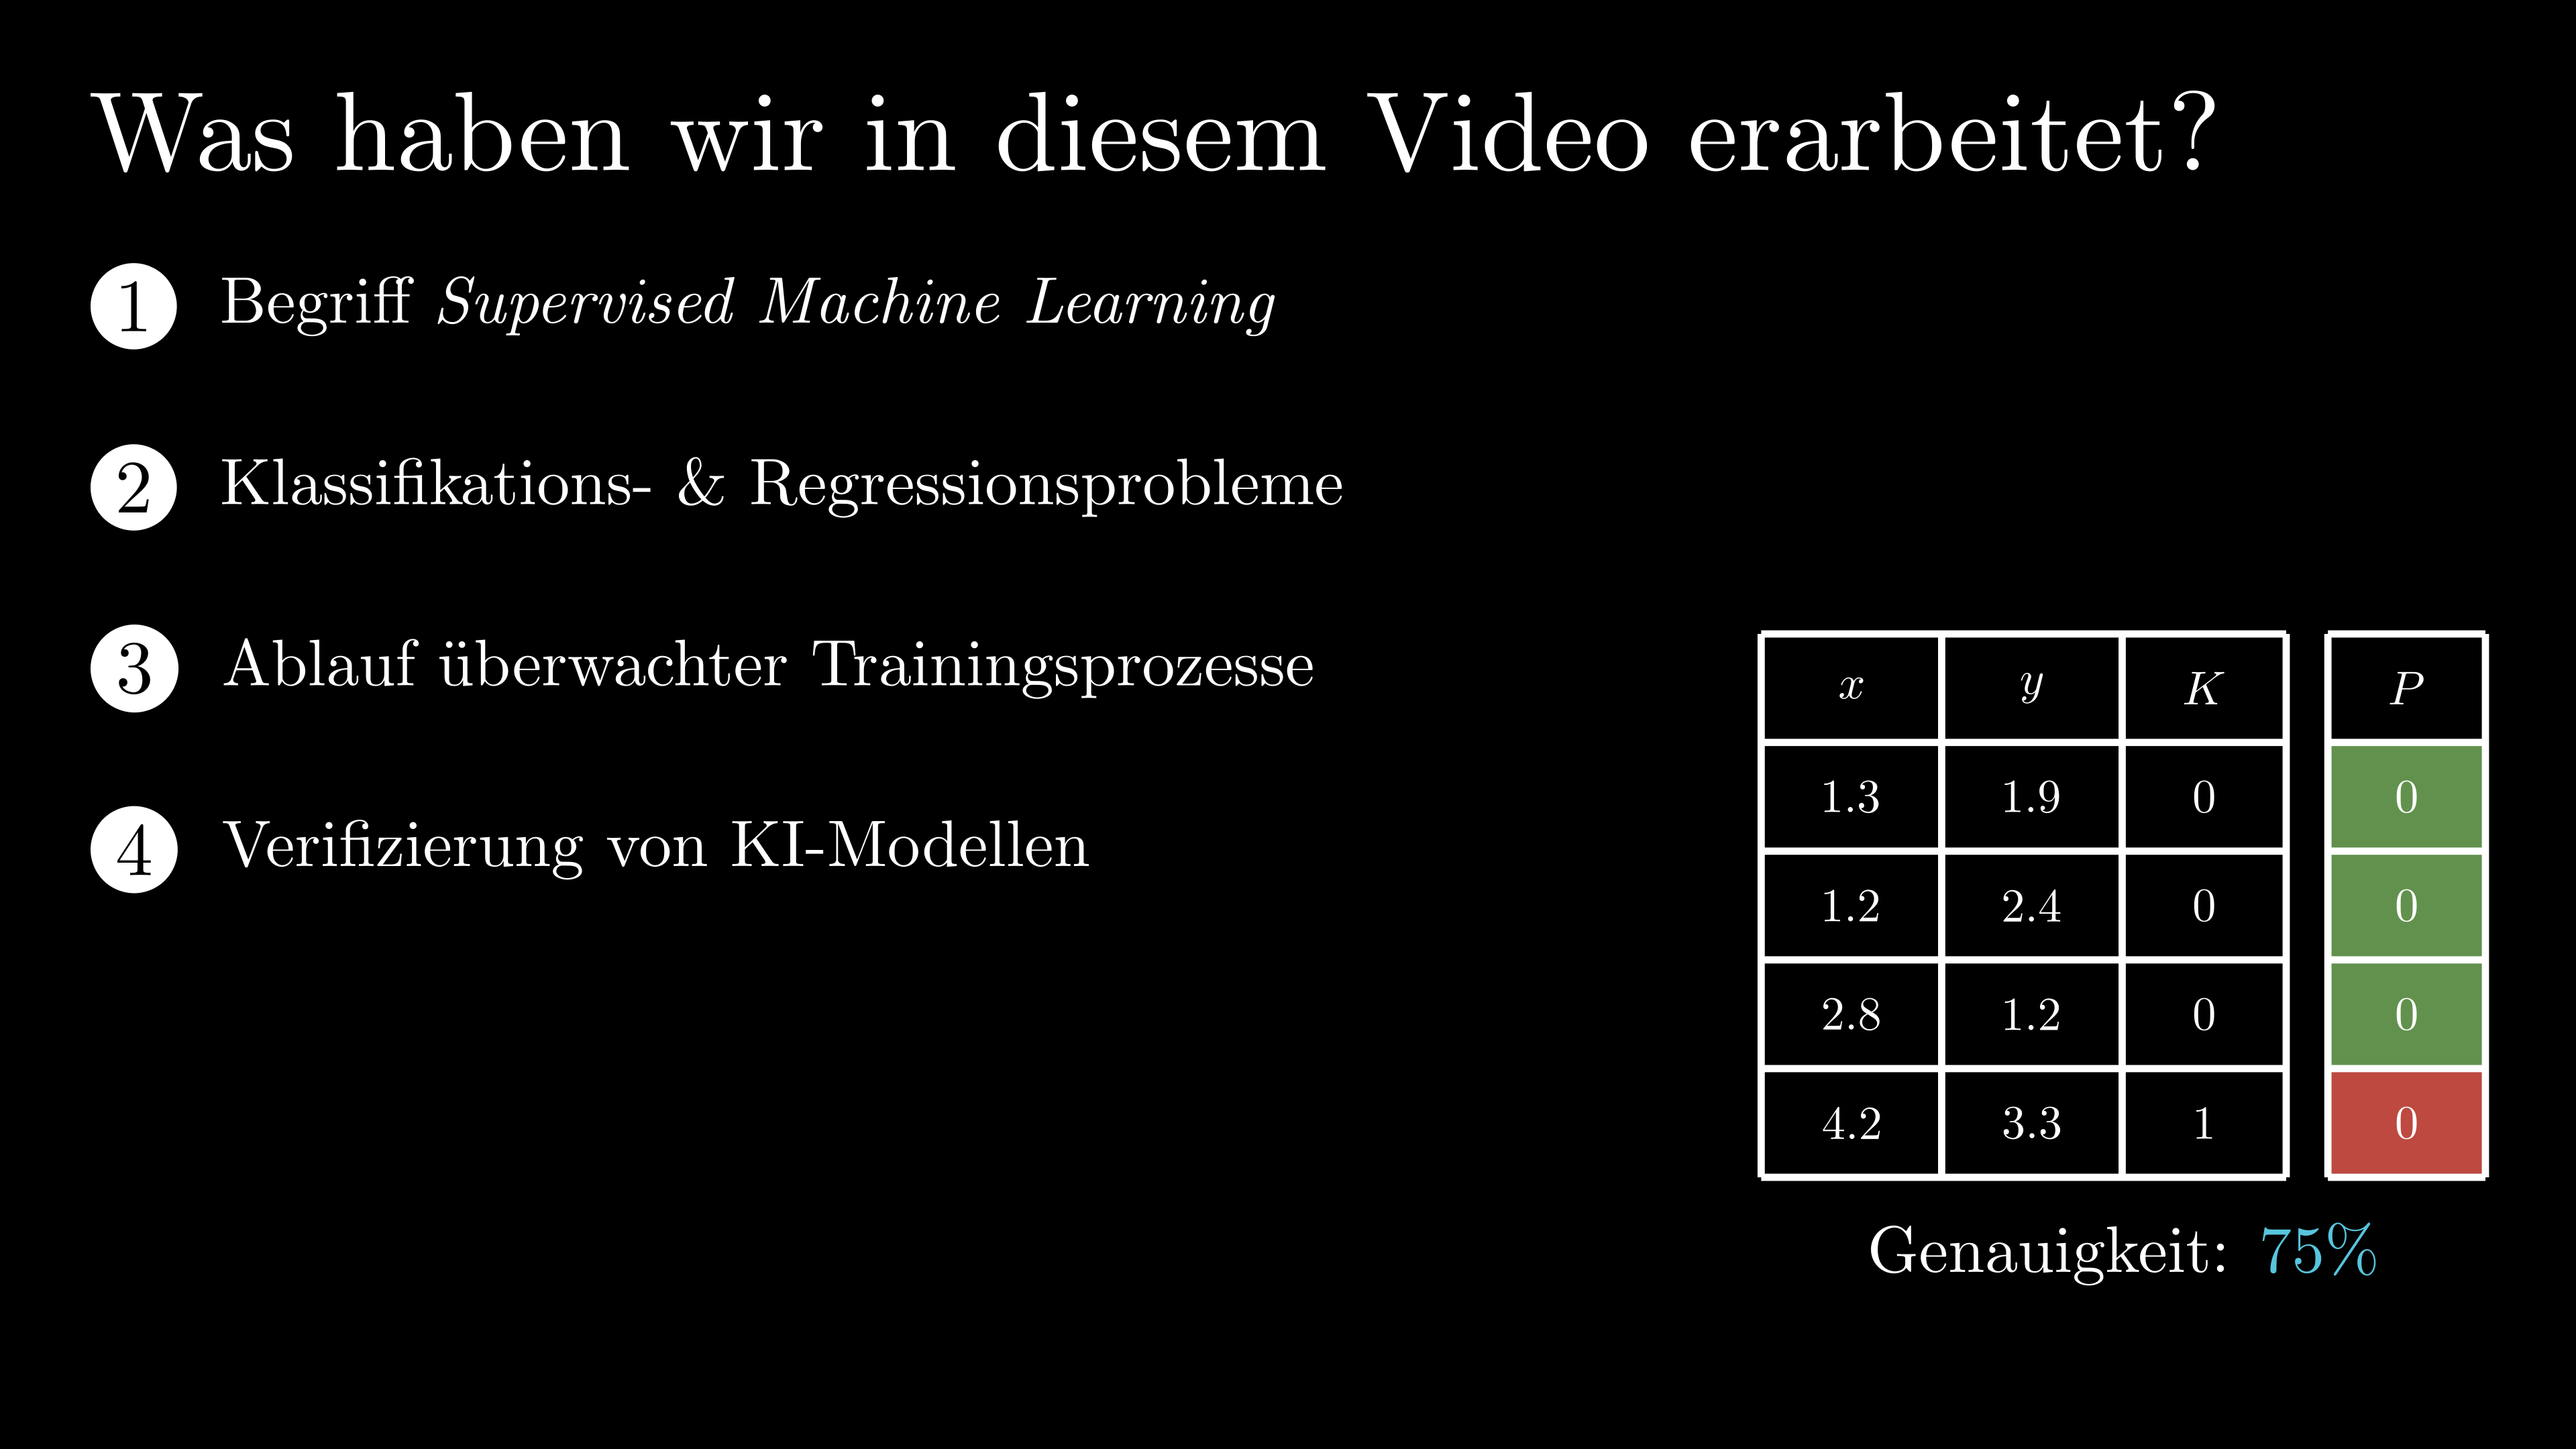 Was haben wir in diesem Video erarbeitet?
1 Begriff Supervised Machine Learning
2 Klassifikations- & Regressionsprobleme
3 Ablauf überwachter Trainingsprozesse
4 Verifizierung von KI-Modellen
x y K P
1.3 1.9 0 0
1.2 2.4 0 0
2.8 1.2 0 0
4.2 3.3 1 0
Genauigkeit: 75%